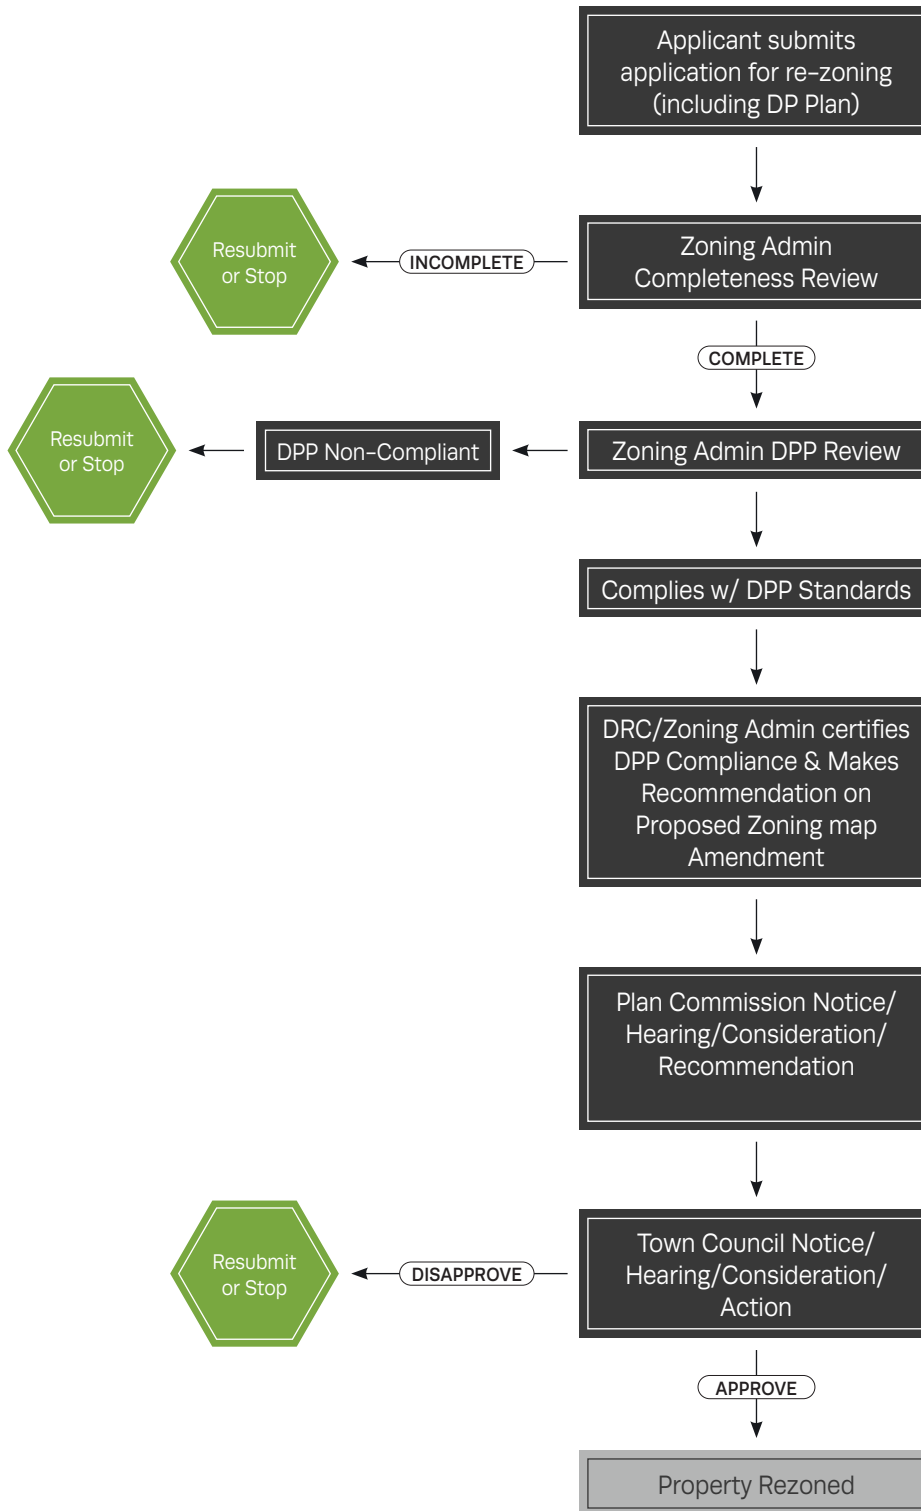 Applicant submits
application for re-zoning
(including DP Plan)
Resubmit
or Stop
INCOMPLETE
Zoning Admin
Completeness Review
COMPLETE
Resubmit
or Stop
DPP Non-Compliant
Zoning Admin DPP Review
Complies w/ DPP Standards
DRC/Zoning Admin certifies
DPP Compliance & Makes
Recommendation on
Proposed Zoning map
Amendment
Plan Commission Notice/
Hearing/Consideration/
Recommendation
Resubmit
or Stop
DISAPPROVE
Town Council Notice/
Hearing/Consideration/
Action
APPROVE
Property Rezoned